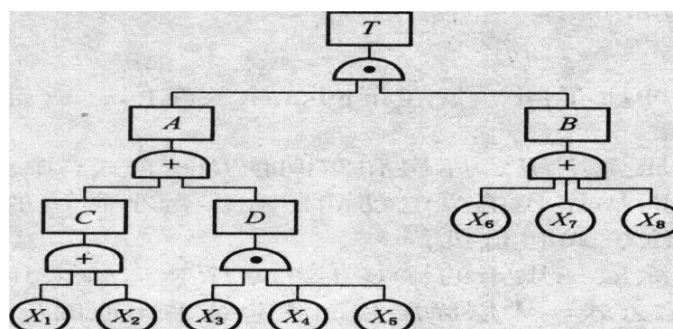 T
•
A B
+ +
C D X₆ X₇ X₈
+ •
X₁ X₂ X₃ X₄ X₅